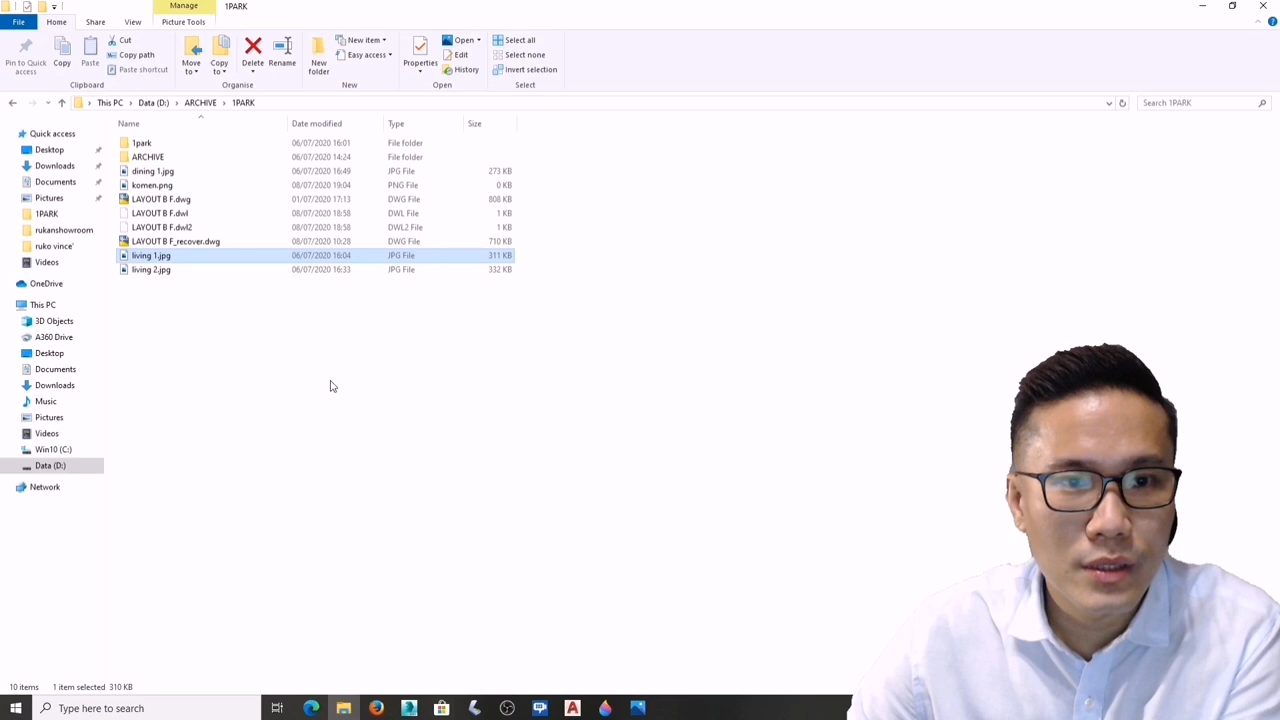 Manage
1PARK
File
Home
Share
View
Picture Tools
Pin to Quick access
Copy
Paste
Cut
Copy path
Paste shortcut
Clipboard
Move to
Copy to
Delete
Rename
Organise
New folder
New item
Easy access
New
Properties
Open
Edit
History
Open
Select all
Select none
Invert selection
Select
This PC > Data (D:) > ARCHIVE > 1PARK
Search 1PARK
Name Date modified Type Size
1park 06/07/2020 16:01 File folder
ARCHIVE 06/07/2020 14:24 File folder
dining 1.jpg 06/07/2020 16:49 JPG File 273 KB
komen.png 08/07/2020 19:04 PNG File 0 KB
LAYOUT B F.dwg 01/07/2020 17:13 DWG File 808 KB
LAYOUT B F.dwl 08/07/2020 18:58 DWL File 1 KB
LAYOUT B F.dwl2 08/07/2020 18:58 DWL2 File 1 KB
LAYOUT B F_recover.dwg 08/07/2020 10:28 DWG File 710 KB
living 1.jpg 06/07/2020 16:04 JPG File 311 KB
living 2.jpg 06/07/2020 16:33 JPG File 332 KB
Quick access
Desktop
Downloads
Documents
Pictures
1PARK
rukanshowroom
ruko vince'
Videos
OneDrive
This PC
3D Objects
A360 Drive
Desktop
Documents
Downloads
Music
Pictures
Videos
Win10 (C:)
Data (D:)
Network
10 items 1 item selected 310 KB
Type here to search